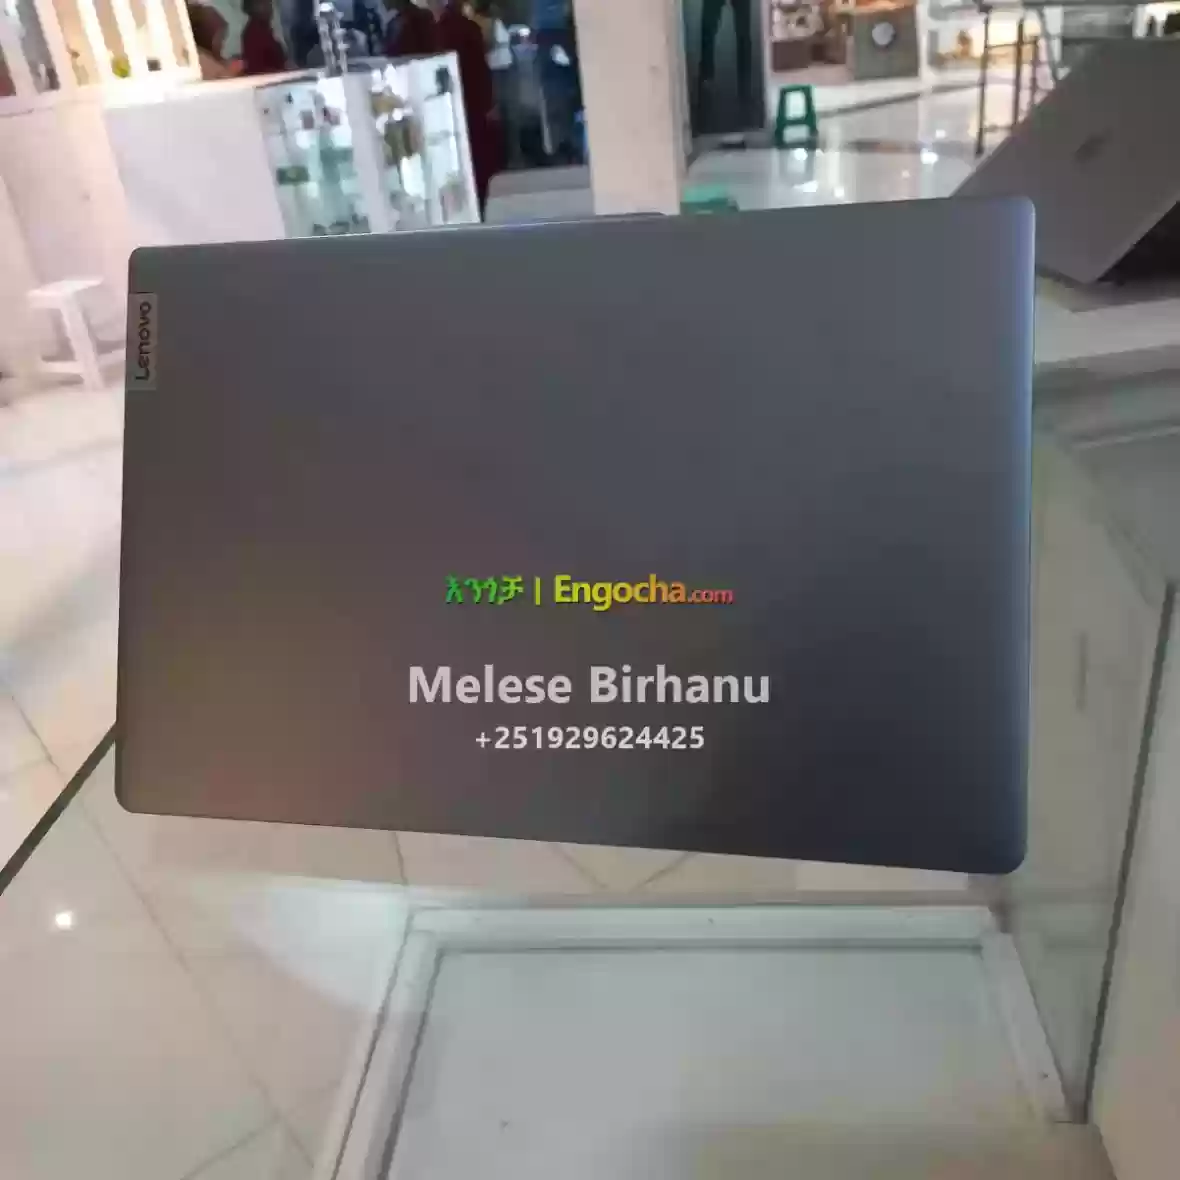 Lenovo
እንጎቻ | Engocha.com
Melese Birhanu
+251929624425